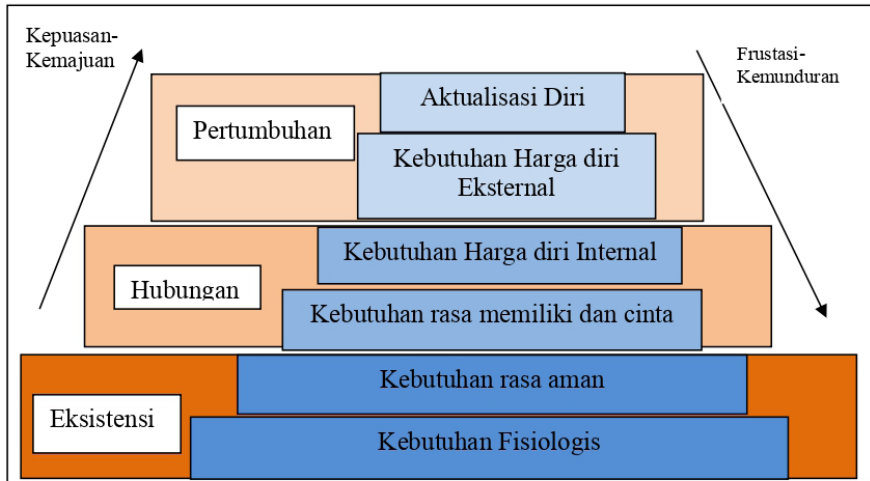 Kepuasan-
Kemajuan
Frustasi-
Kemunduran
Aktualisasi Diri
Pertumbuhan
Kebutuhan Harga diri
Eksternal
Kebutuhan Harga diri Internal
Hubungan
Kebutuhan rasa memiliki dan cinta
Kebutuhan rasa aman
Eksistensi
Kebutuhan Fisiologis